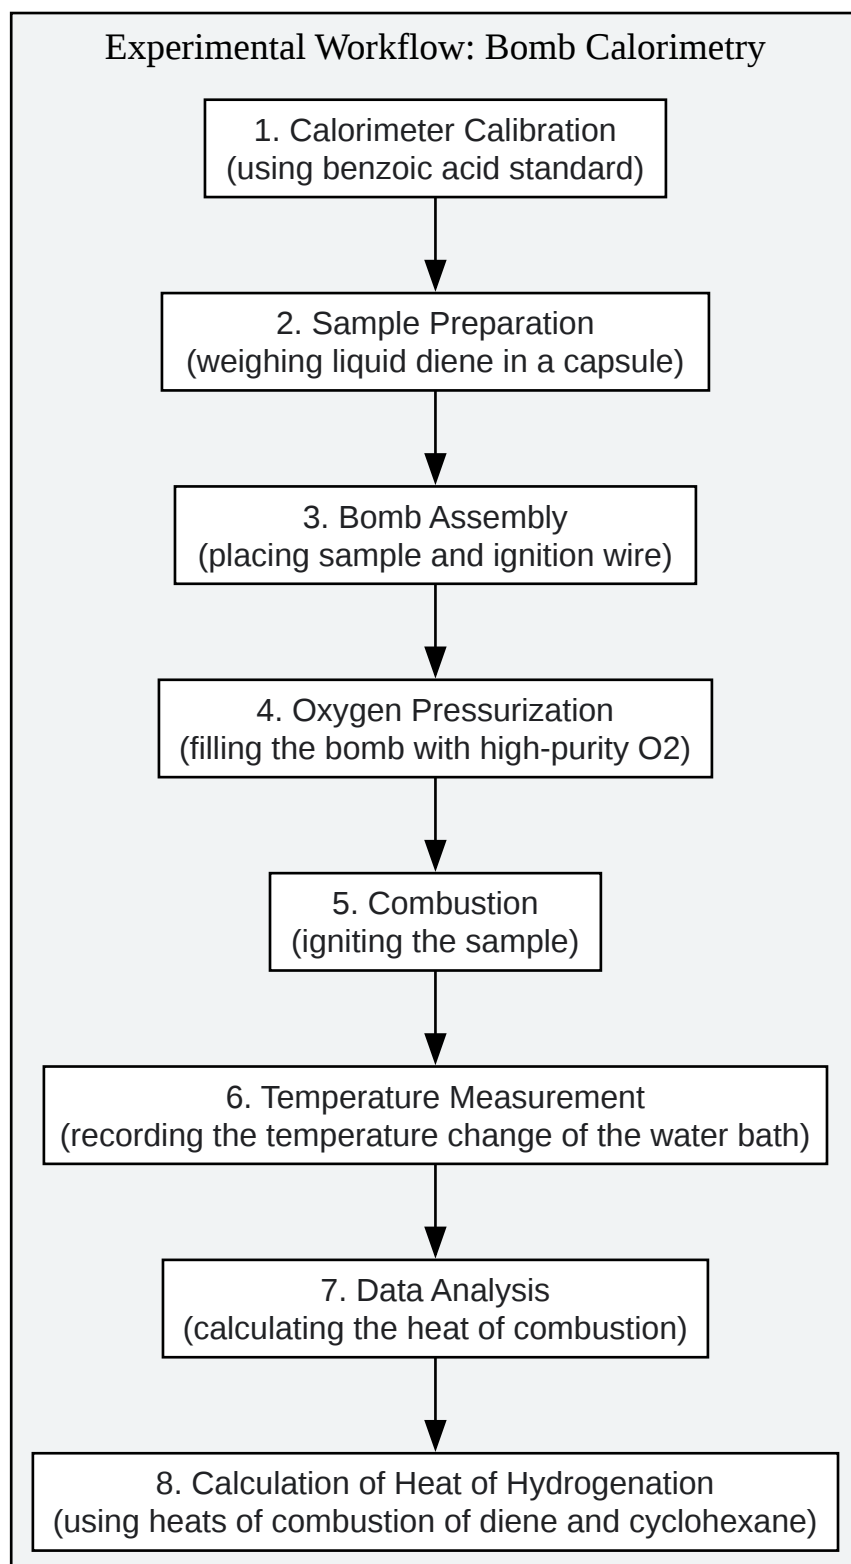 Experimental Workflow: Bomb Calorimetry
1. Calorimeter Calibration
(using benzoic acid standard)
2. Sample Preparation
(weighing liquid diene in a capsule)
3. Bomb Assembly
(placing sample and ignition wire)
4. Oxygen Pressurization
(filling the bomb with high-purity O2)
5. Combustion
(igniting the sample)
6. Temperature Measurement
(recording the temperature change of the water bath)
7. Data Analysis
(calculating the heat of combustion)
8. Calculation of Heat of Hydrogenation
(using heats of combustion of diene and cyclohexane)